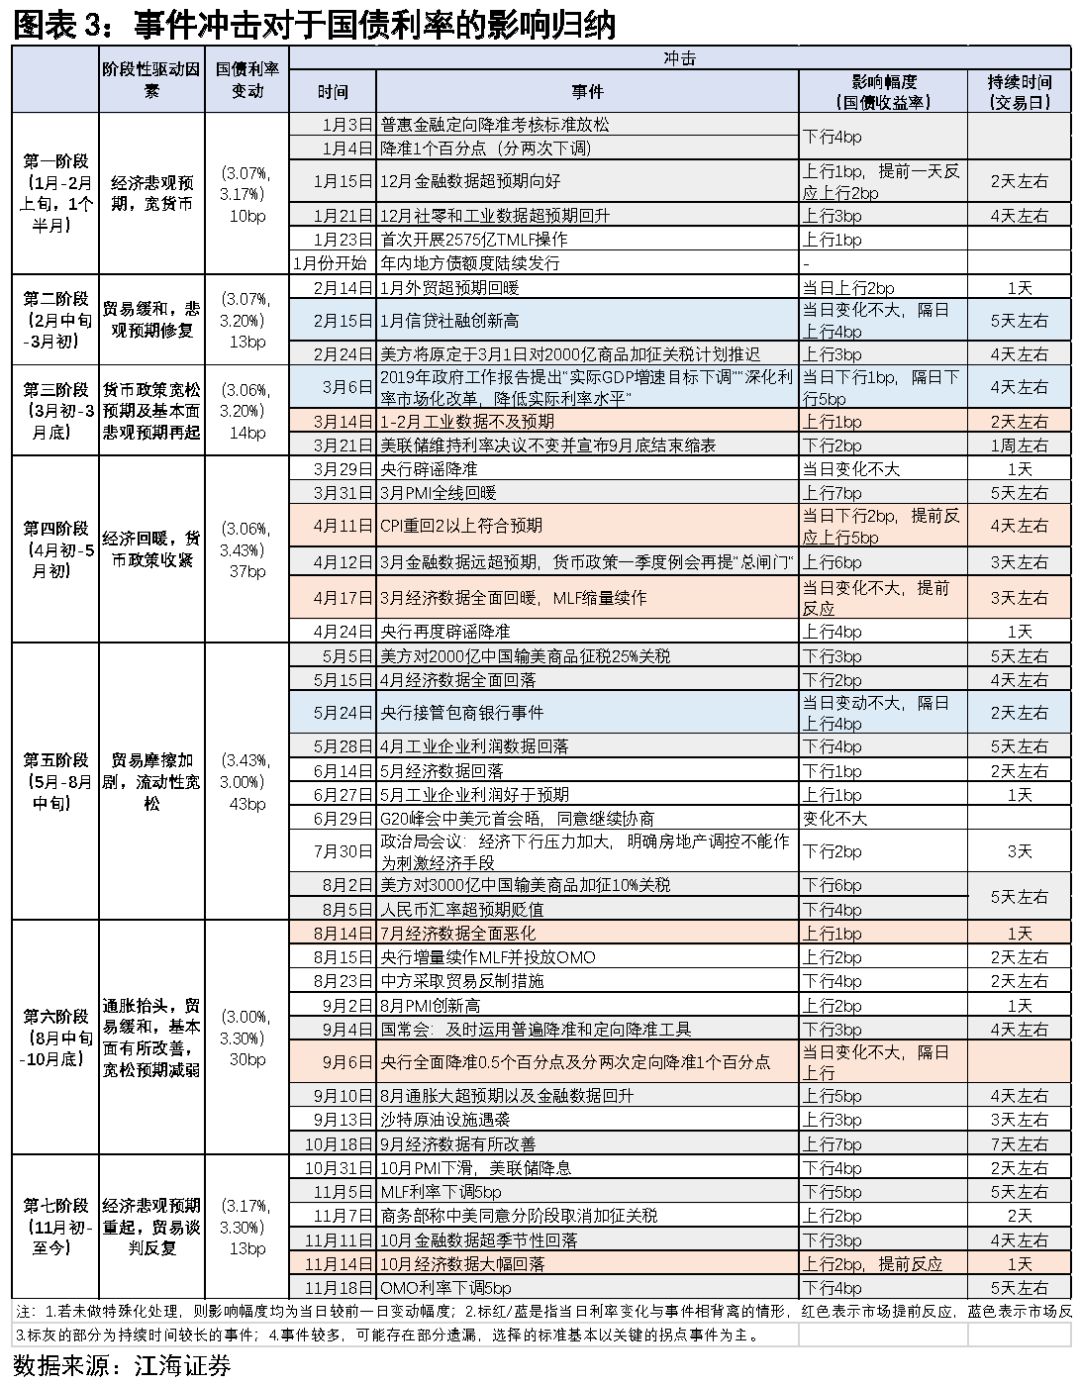 图表 3：事件冲击对于国债利率的影响归纳
阶段性驱动因素 国债利率变动 冲击
时间 事件 影响幅度（国债收益率） 持续时间（交易日）
第一阶段（1月-2月上旬，1个半月） 经济悲观预期，宽货币 (3.07%, 3.17%) 10bp
1月3日 普惠金融定向降准考核标准放松 下行4bp
1月4日 降准1个百分点（分两次下调）
1月15日 12月金融数据超预期向好 上行1bp，提前一天反应上行2bp 2天左右
1月21日 12月社零和工业数据超预期回升 上行3bp 4天左右
1月23日 首次开展2575亿TMLF操作 上行1bp
1月份开始 年内地方债额度陆续发行 -
第二阶段（2月中旬-3月初） 贸易缓和，悲观预期修复 (3.07%, 3.20%) 13bp
2月14日 1月外贸超预期回暖 当日上行2bp 1天
2月15日 1月信贷社融创新高 当日变化不大，隔日上行4bp 5天左右
2月24日 美方将原定于3月1日对2000亿商品加征关税计划推迟 上行3bp 4天左右
第三阶段（3月初-3月底） 货币政策宽松预期及基本面悲观预期再起 (3.06%, 3.20%) 14bp
3月6日 2019年政府工作报告提出“实际GDP增速目标下调”“深化利率市场化改革，降低实际利率水平” 当日下行1bp，隔日下行5bp 4天左右
3月14日 1-2月工业数据不及预期 上行1bp 2天左右
3月21日 美联储维持利率决议不变并宣布9月底结束缩表 下行2bp 1周左右
第四阶段（4月初-5月初） 经济回暖，货币政策收紧 (3.06%, 3.43%) 37bp
3月29日 央行辟谣降准 当日变化不大 1天
3月31日 3月PMI全线回暖 上行7bp 5天左右
4月11日 CPI重回2以上符合预期 当日下行2bp，提前反应上行5bp 4天左右
4月12日 3月金融数据远超预期，货币政策一季度例会再提“总闸门” 上行6bp 3天左右
4月17日 3月经济数据全面回暖，MLF缩量续作 当日变化不大，提前反应 3天左右
4月24日 央行再度辟谣降准 上行4bp 1天
第五阶段（5月-8月中旬） 贸易摩擦加剧，流动性宽松 (3.43%, 3.00%) 43bp
5月5日 美方对2000亿中国输美商品征税25%关税 下行3bp 5天左右
5月15日 4月经济数据全面回落 下行2bp 4天左右
5月24日 央行接管包商银行事件 当日变动不大，隔日上行4bp 2天左右
5月28日 4月工业企业利润数据回落 下行4bp 5天左右
6月14日 5月经济数据回落 下行1bp 2天左右
6月27日 5月工业企业利润好于预期 上行1bp 1天
6月29日 G20峰会中美元首会晤，同意继续协商 变化不大
7月30日 政治局会议：经济下行压力加大，明确房地产调控不能作为刺激经济手段 下行2bp 3天
8月2日 美方对3000亿中国输美商品加征10%关税 下行6bp 5天左右
8月5日 人民币汇率超预期贬值 下行4bp
第六阶段（8月中旬-10月底） 通胀抬头，贸易缓和，基本面有所改善，宽松预期减弱 (3.00%, 3.30%) 30bp
8月14日 7月经济数据全面恶化 上行1bp 1天
8月15日 央行增量续作MLF并投放OMO 上行2bp 2天左右
8月23日 中方采取贸易反制措施 下行4bp 2天左右
9月2日 8月PMI创新高 上行2bp 1天
9月4日 国常会：及时运用普遍降准和定向降准工具 下行3bp 4天左右
9月6日 央行全面降准0.5个百分点及分两次定向降准1个百分点 当日变化不大，隔日上行
9月10日 8月通胀大超预期以及金融数据回升 上行5bp 4天左右
9月13日 沙特原油设施遇袭 上行3bp 3天左右
10月18日 9月经济数据有所改善 上行7bp 7天左右
第七阶段（11月初-至今） 经济悲观预期重起，贸易谈判反复 (3.17%, 3.30%) 13bp
10月31日 10月PMI下滑，美联储降息 下行4bp 2天左右
11月5日 MLF利率下调5bp 下行5bp 5天左右
11月7日 商务部称中美同意分阶段取消加征关税 上行2bp 2天
11月11日 10月金融数据超季节性回落 下行3bp 4天左右
11月14日 10月经济数据大幅回落 上行2bp，提前反应 1天
11月18日 OMO利率下调5bp 下行4bp 5天左右
注：1.若未做特殊化处理，则影响幅度均为当日较前一日变动幅度；2.标红/蓝是指当日利率变化与事件相背离的情形，红色表示市场提前反应，蓝色表示市场反
3.标灰的部分为持续时间较长的事件；4.事件较多，可能存在部分遗漏，选择的标准基本以关键的拐点事件为主。
数据来源：江海证券